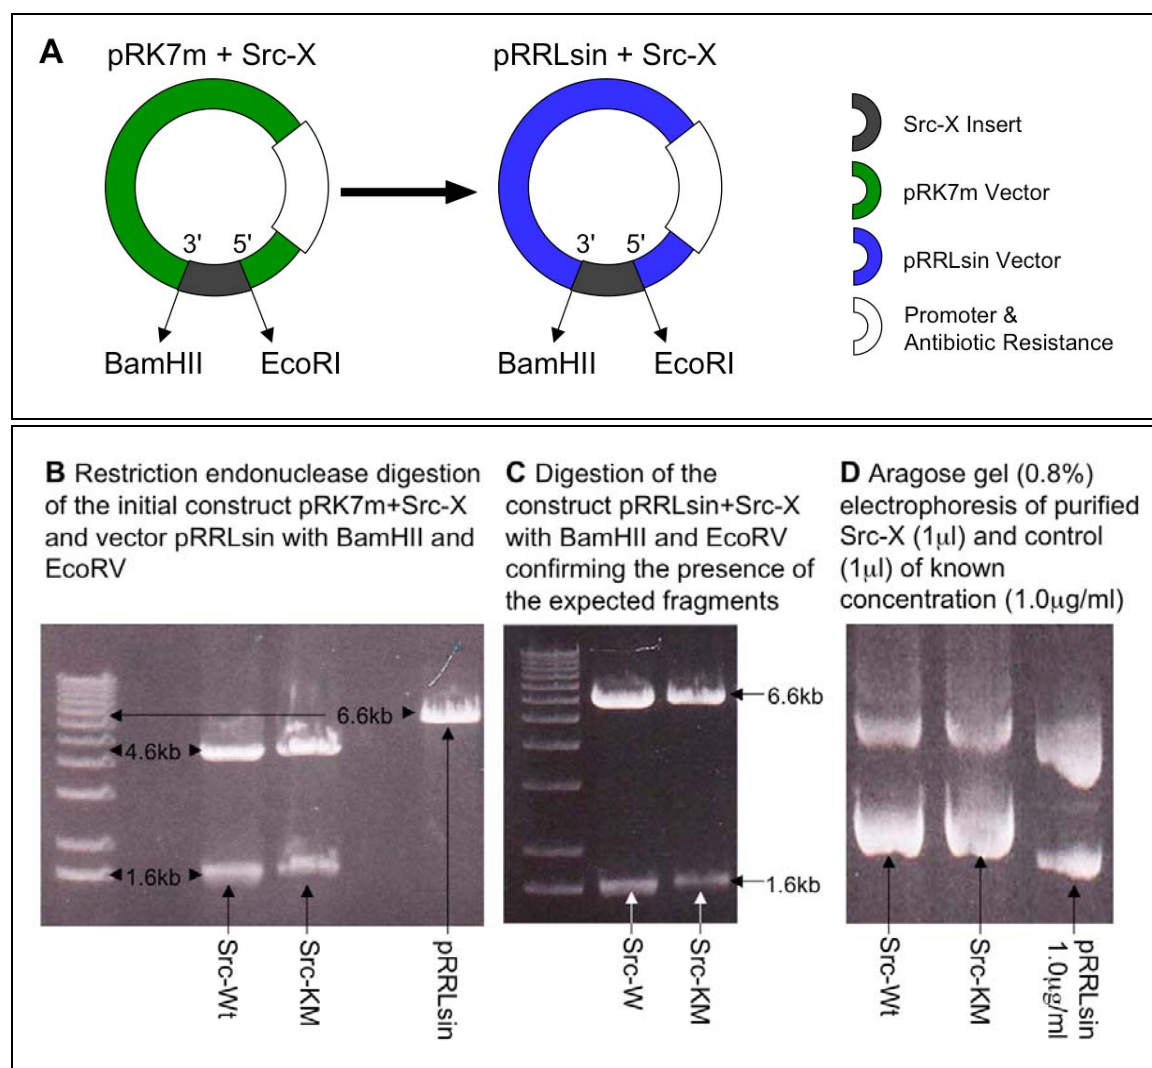 A
pRK7m + Src-X
pRRLsin + Src-X
3'
5'
3'
5'
BamHII
EcoRI
BamHII
EcoRI
Src-X Insert
pRK7m Vector
pRRLsin Vector
Promoter &
Antibiotic Resistance
B Restriction endonuclease digestion
of the initial construct pRK7m+Src-X
and vector pRRLsin with BamHII and
EcoRV
6.6kb
4.6kb
1.6kb
Src-Wt
Src-KM
pRRLsin
C Digestion of the
construct pRRLsin+Src-X
with BamHII and EcoRV
confirming the presence of
the expected fragments
6.6kb
1.6kb
Src-W
Src-KM
D Aragose gel (0.8%)
electrophoresis of purified
Src-X (1μl) and control
(1μl) of known
concentration (1.0μg/ml)
Src-Wt
Src-KM
pRRLsin
1.0μg/ml